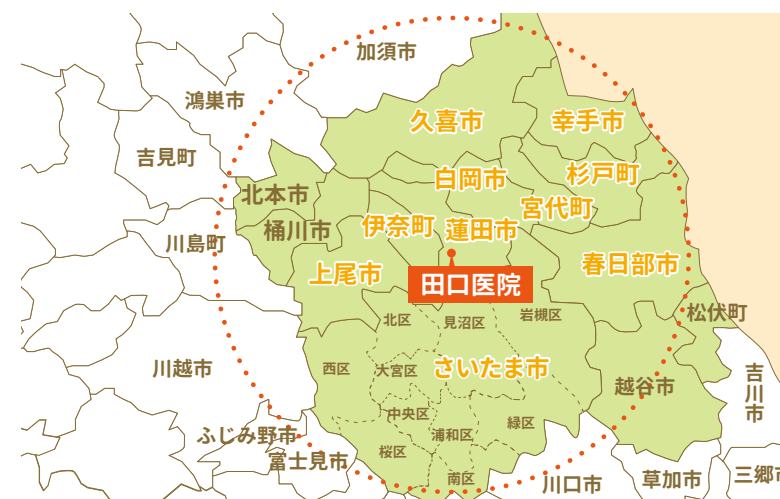 加須市
鴻巣市
久喜市
幸手市
吉見町
杉戸町
白岡市
北本市
宮代町
伊奈町
蓮田市
桶川市
川島町
春日部市
上尾市
田口医院
松伏町
岩槻区
北区
見沼区
川越市
西区
大宮区
さいたま市
越谷市
吉川市
中央区
緑区
ふじみ野市
浦和区
桜区
富士見市
南区
川口市
草加市
三郷市